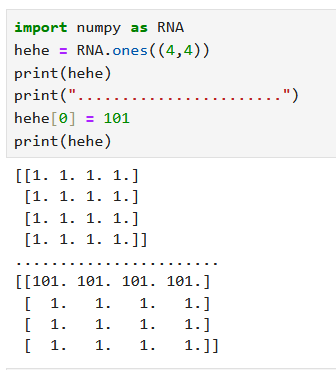 import numpy as RNA
hehe = RNA.ones((4,4))
print(hehe)
print(".......................")
hehe[0] = 101
print(hehe)
[[1. 1. 1. 1.]
 [1. 1. 1. 1.]
 [1. 1. 1. 1.]
 [1. 1. 1. 1.]]
.......................
[[101. 101. 101. 101.]
 [  1.   1.   1.   1.]
 [  1.   1.   1.   1.]
 [  1.   1.   1.   1.]]